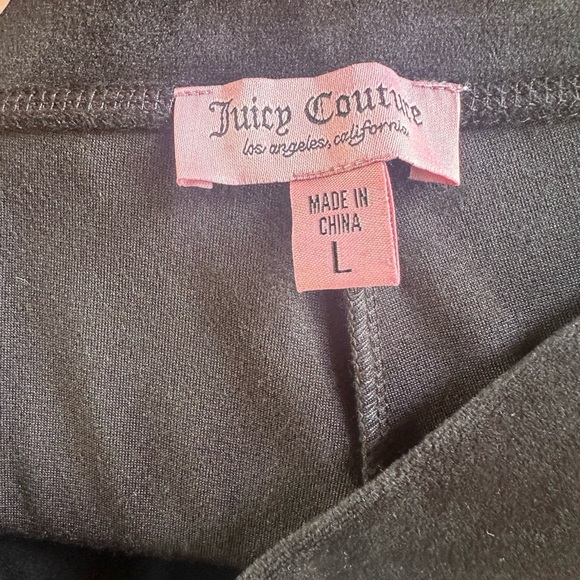 Juicy Couture
los angeles, california
MADE IN
CHINA
L